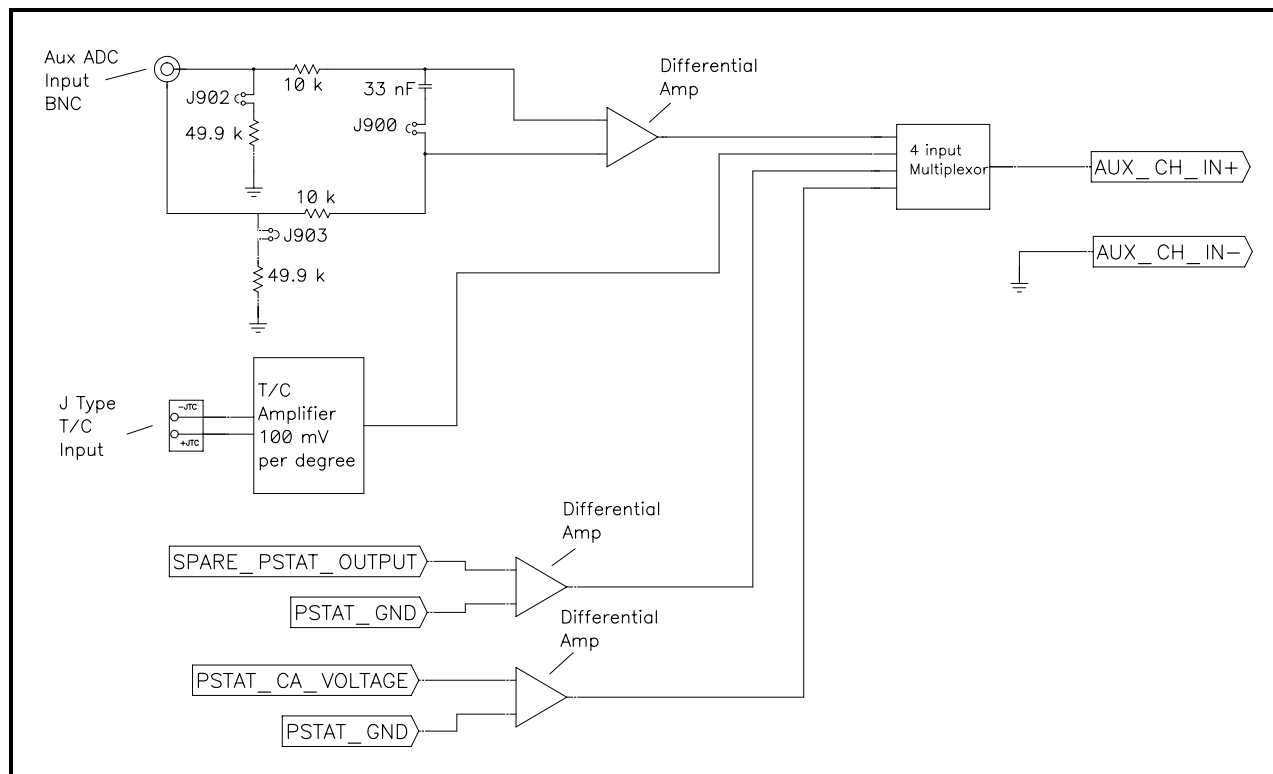 Aux ADC
Input
BNC
J902
10 k
33 nF
Differential
Amp
49.9 k
J900
4 input
Multiplexor
AUX_CH_IN+
10 k
J903
AUX_CH_IN-
49.9 k
J Type
T/C
Input
-JTC
+JTC
T/C
Amplifier
100 mV
per degree
Differential
Amp
SPARE_PSTAT_OUTPUT
PSTAT_GND
Differential
Amp
PSTAT_CA_VOLTAGE
PSTAT_GND